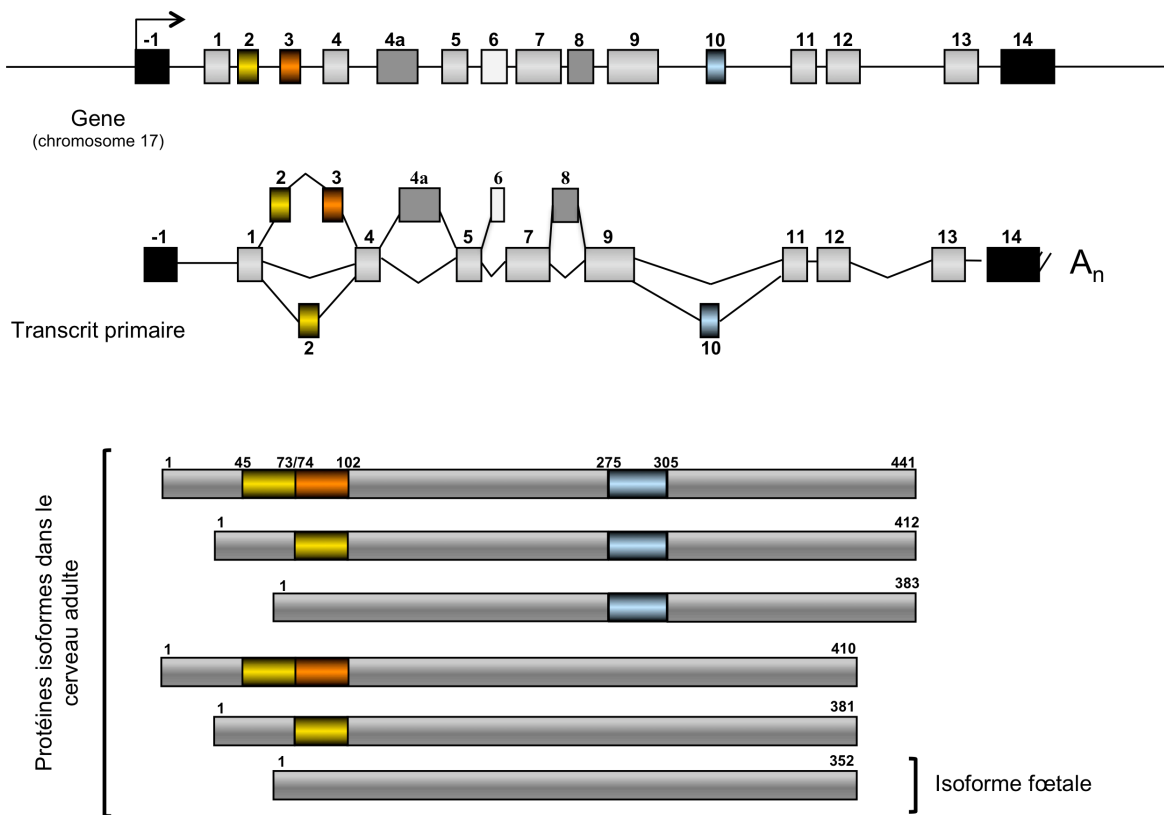 -1 1 2 3 4 4a 5 6 7 8 9 10 11 12 13 14
Gene
(chromosome 17)
2 3 4a 6 8
-1 1 4 5 7 9 11 12 13 14
An
Transcrit primaire
2 10
Protéines isoformes dans le
cerveau adulte
1 45 73/74 102 275 305 441
1 412
1 383
1 410
1 381
1 352
Isoforme fœtale